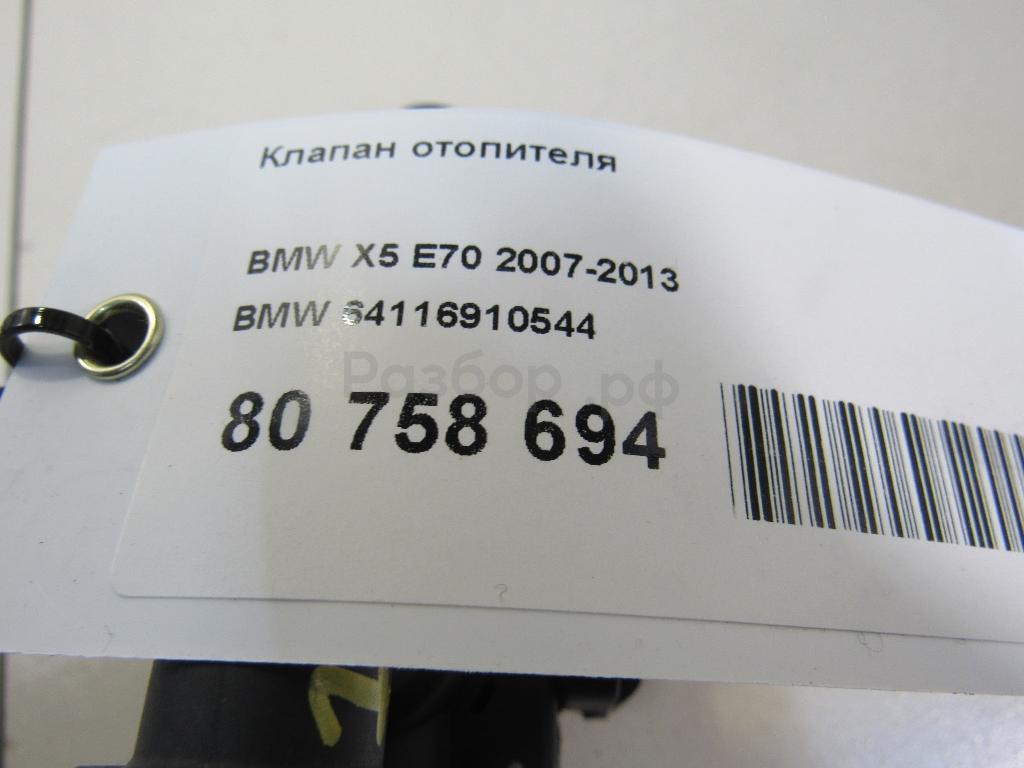 Клапан отопителя
BMW X5 E70 2007-2013
BMW 64116910544
Разбор.рф
80 758 694